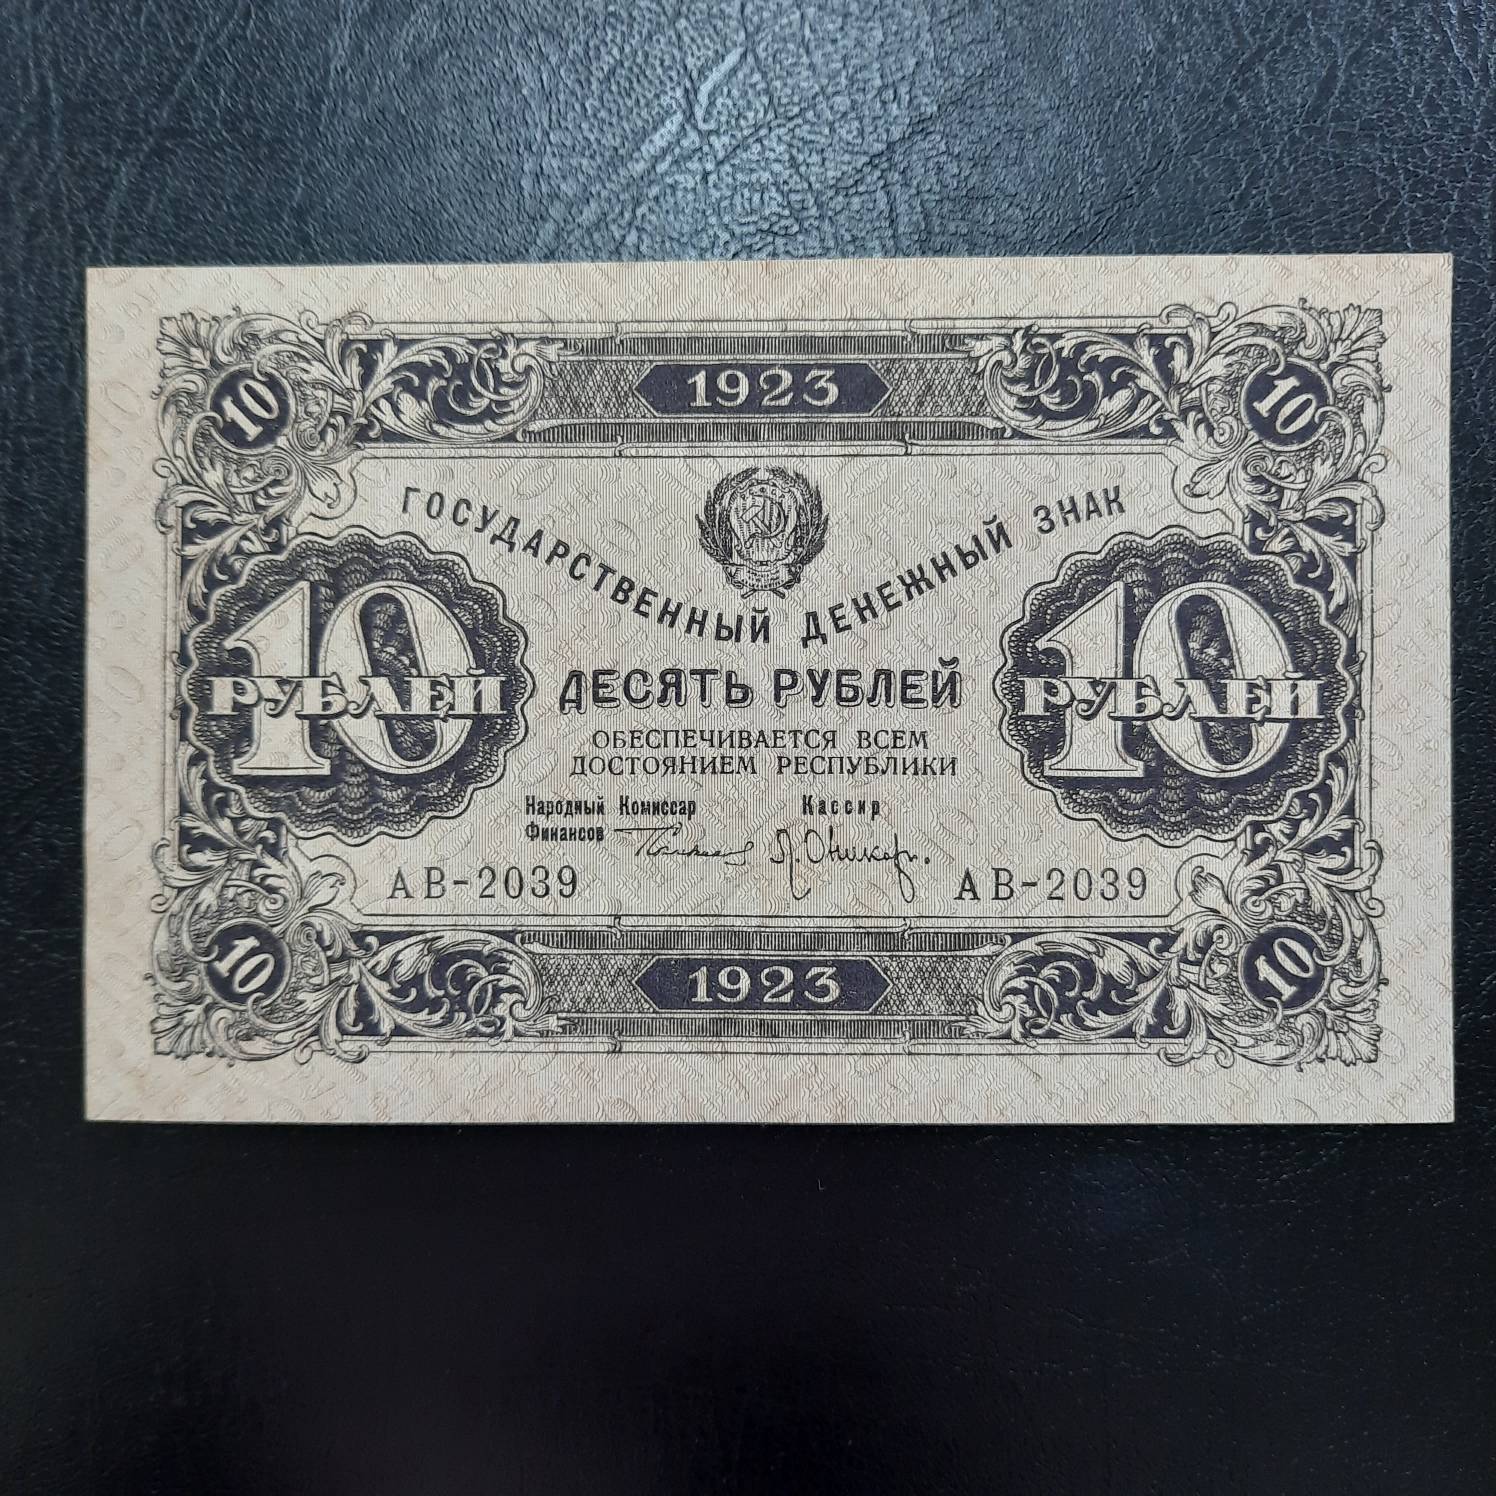 1923
10 10
ГОСУДАРСТВЕННЫЙ ДЕНЕЖНЫЙ ЗНАК
10 РУБЛЕЙ
ДЕСЯТЬ РУБЛЕЙ
10 РУБЛЕЙ
ОБЕСПЕЧИВАЕТСЯ ВСЕМ
ДОСТОЯНИЕМ РЕСПУБЛИКИ
Народный Комиссар
Финансов
Кассир
АВ-2039 АВ-2039
10 10
1923